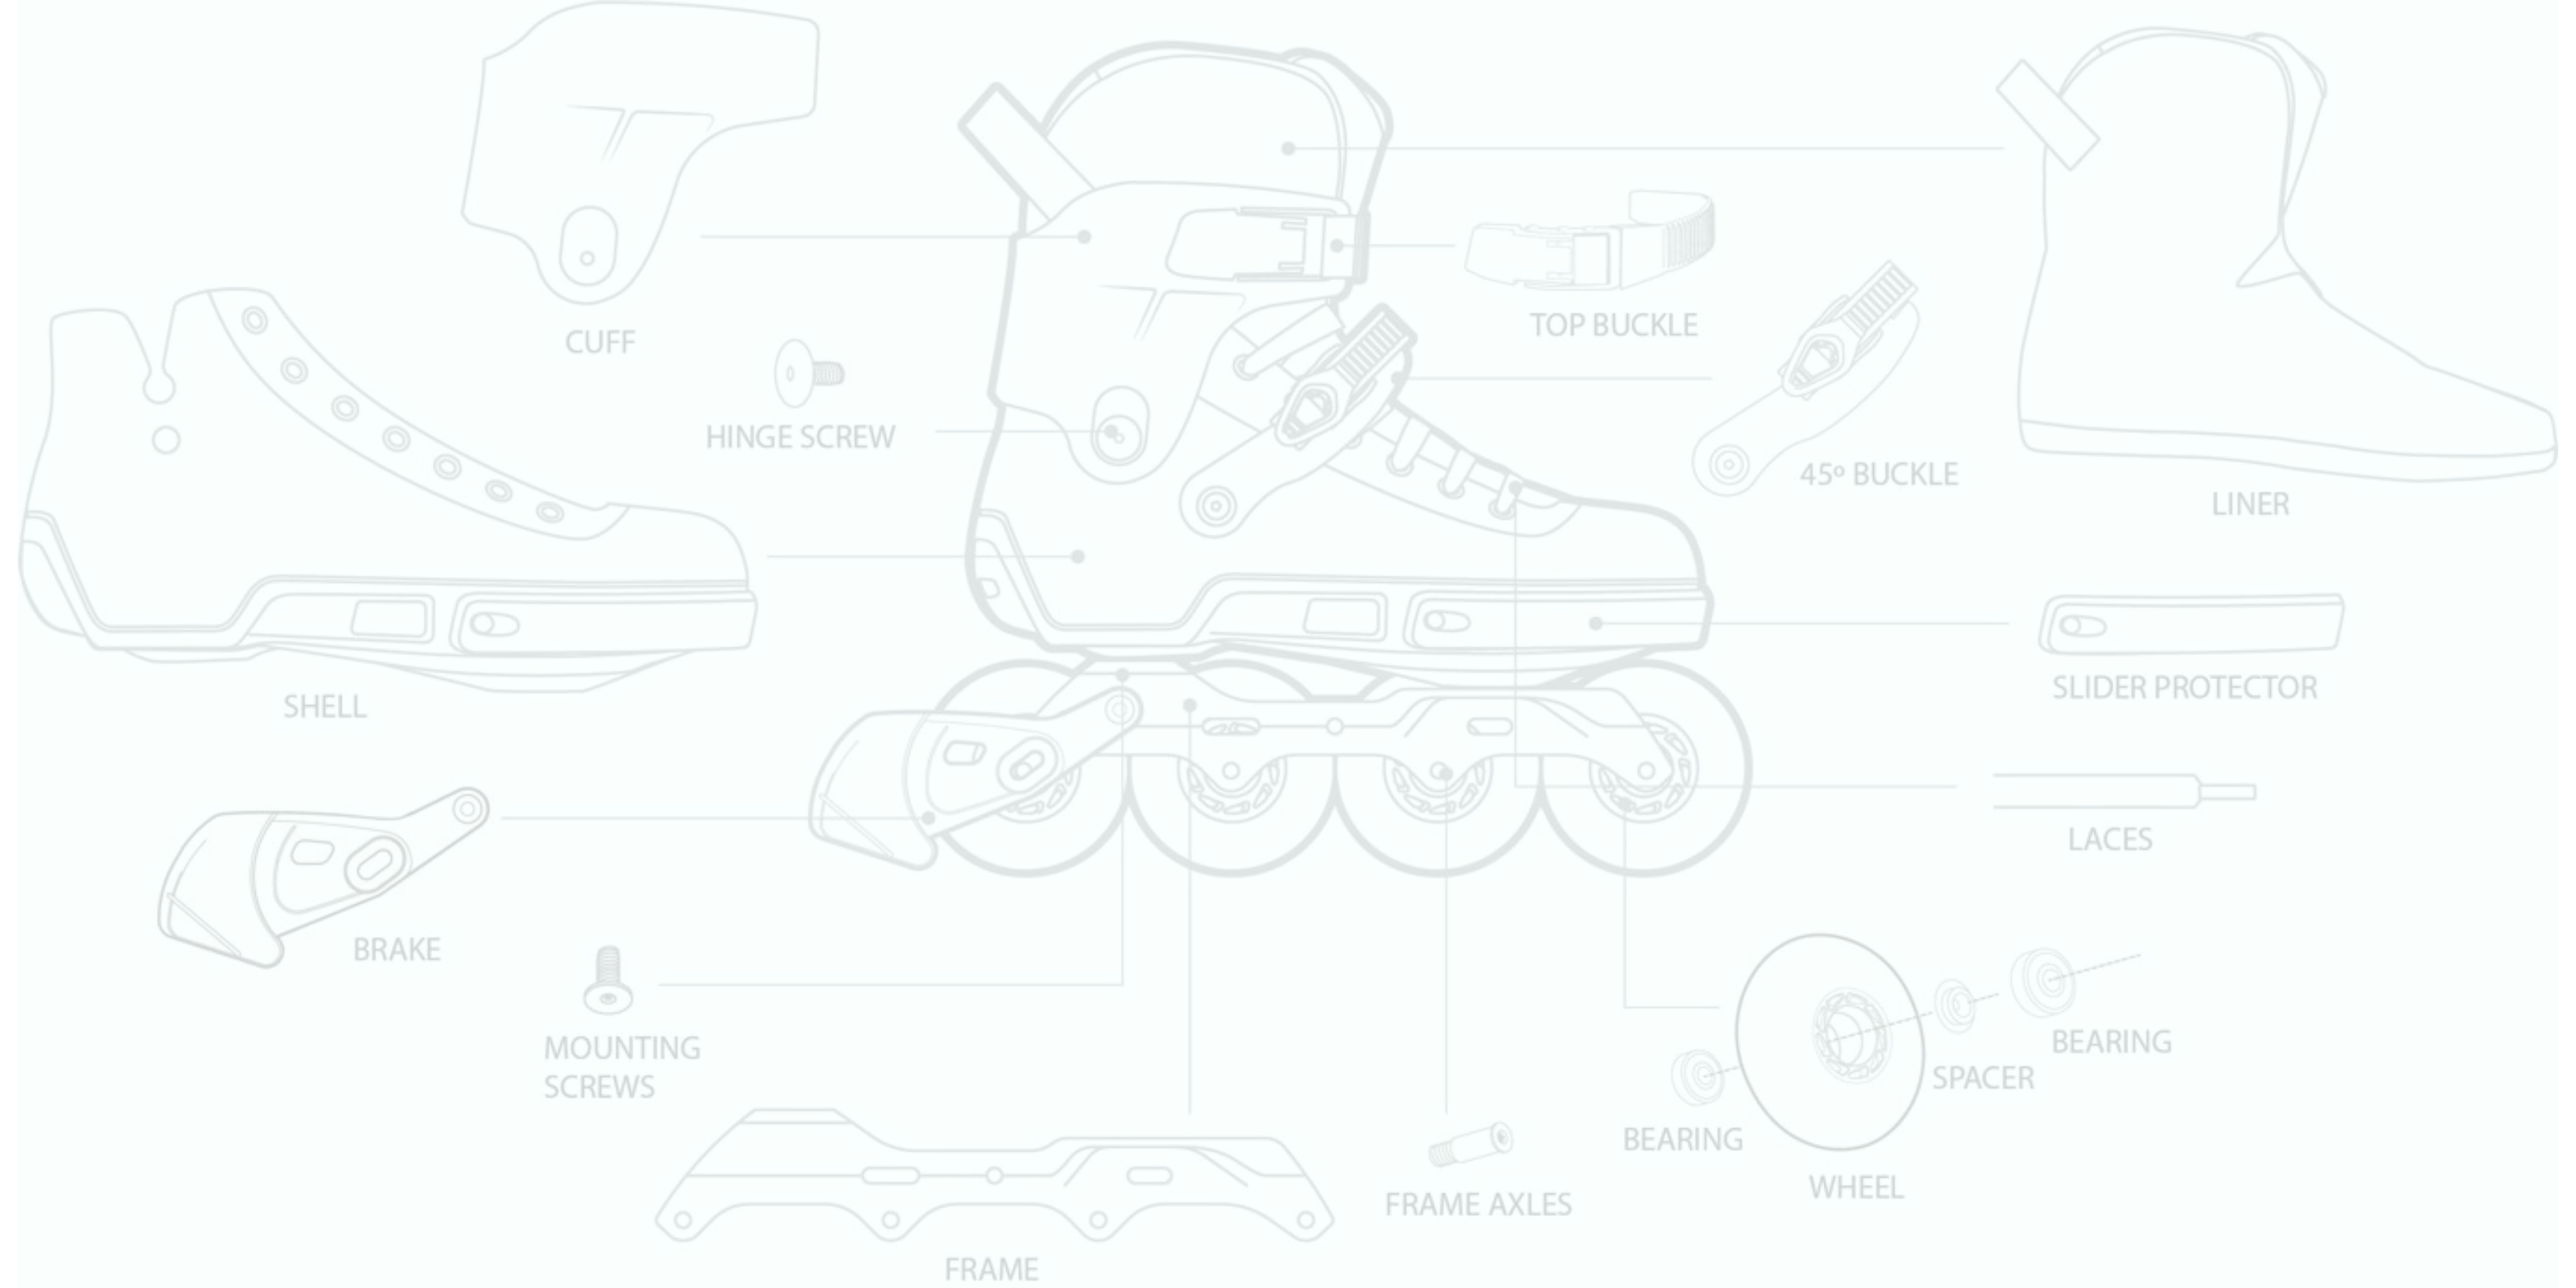 CUFF
TOP BUCKLE
HINGE SCREW
45º BUCKLE
LINER
SHELL
SLIDER PROTECTOR
LACES
BRAKE
MOUNTING
SCREWS
BEARING
SPACER
BEARING
WHEEL
FRAME AXLES
FRAME